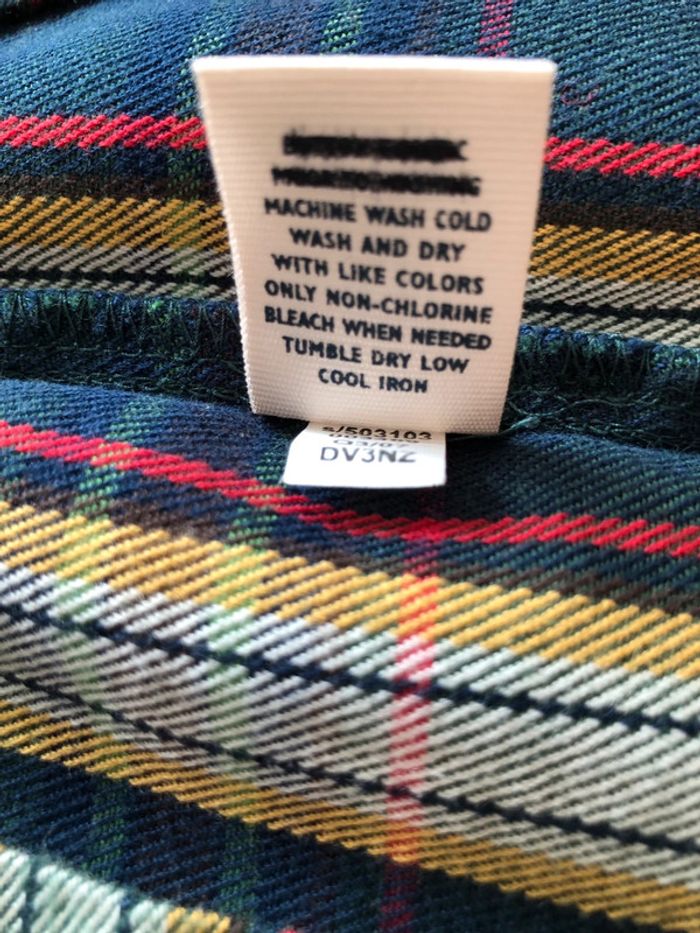 MACHINE WASH COLD
WASH AND DRY
WITH LIKE COLORS
ONLY NON-CHLORINE
BLEACH WHEN NEEDED
TUMBLE DRY LOW
COOL IRON
s/503103
DV3NZ